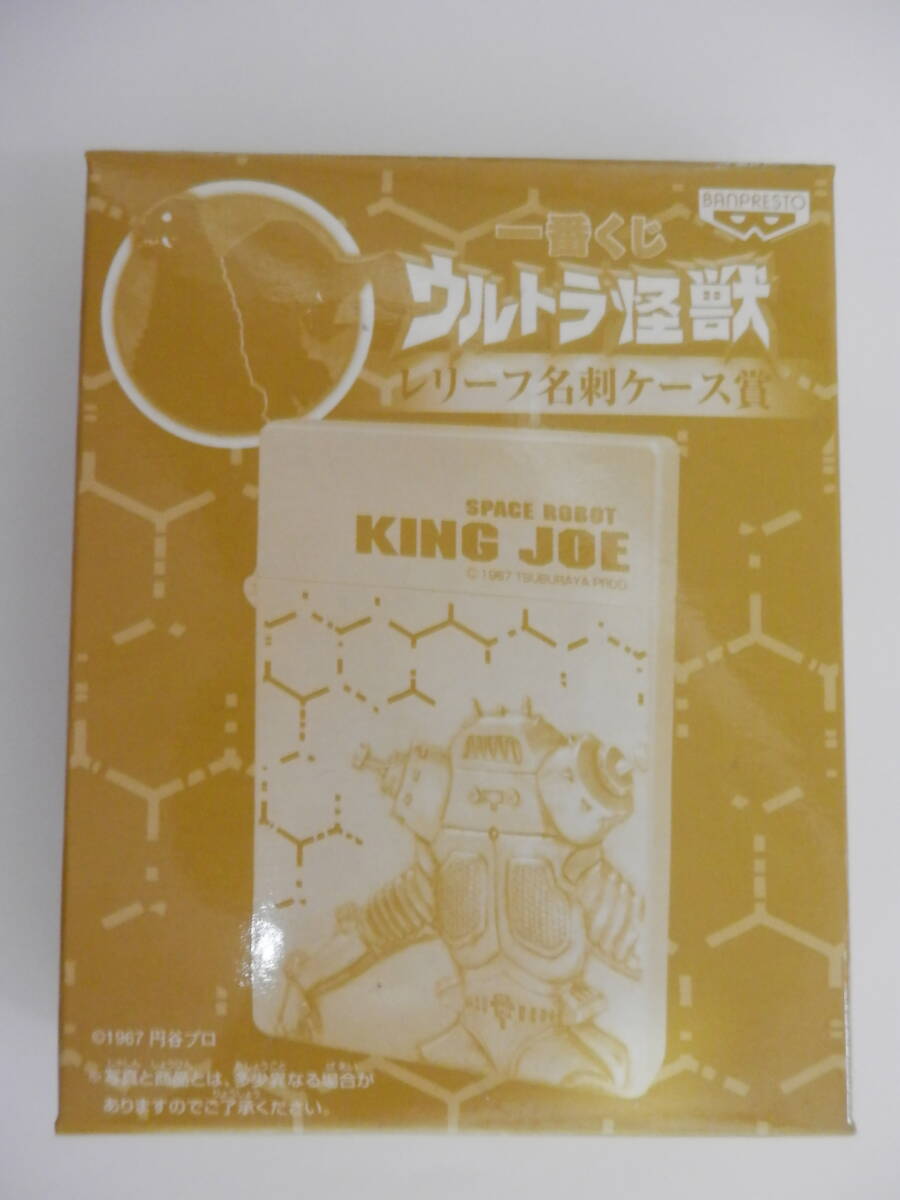 BANPRESTO
一番くじ
ウルトラ怪獣
レリーフ名刺ケース賞
SPACE ROBOT
KING JOE
© 1967 TSUBURAYA PROD
©1967 円谷プロ
※写真と商品とは、多少異なる場合が
ありますのでご了承ください。